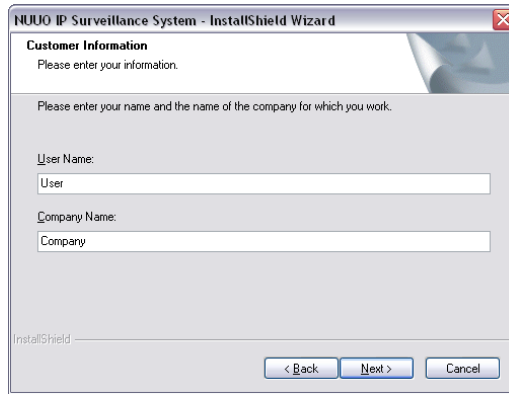 NUUO IP Surveillance System - InstallShield Wizard
Customer Information
Please enter your information.
Please enter your name and the name of the company for which you work.
User Name:
User
Company Name:
Company
InstallShield
< Back Next > Cancel